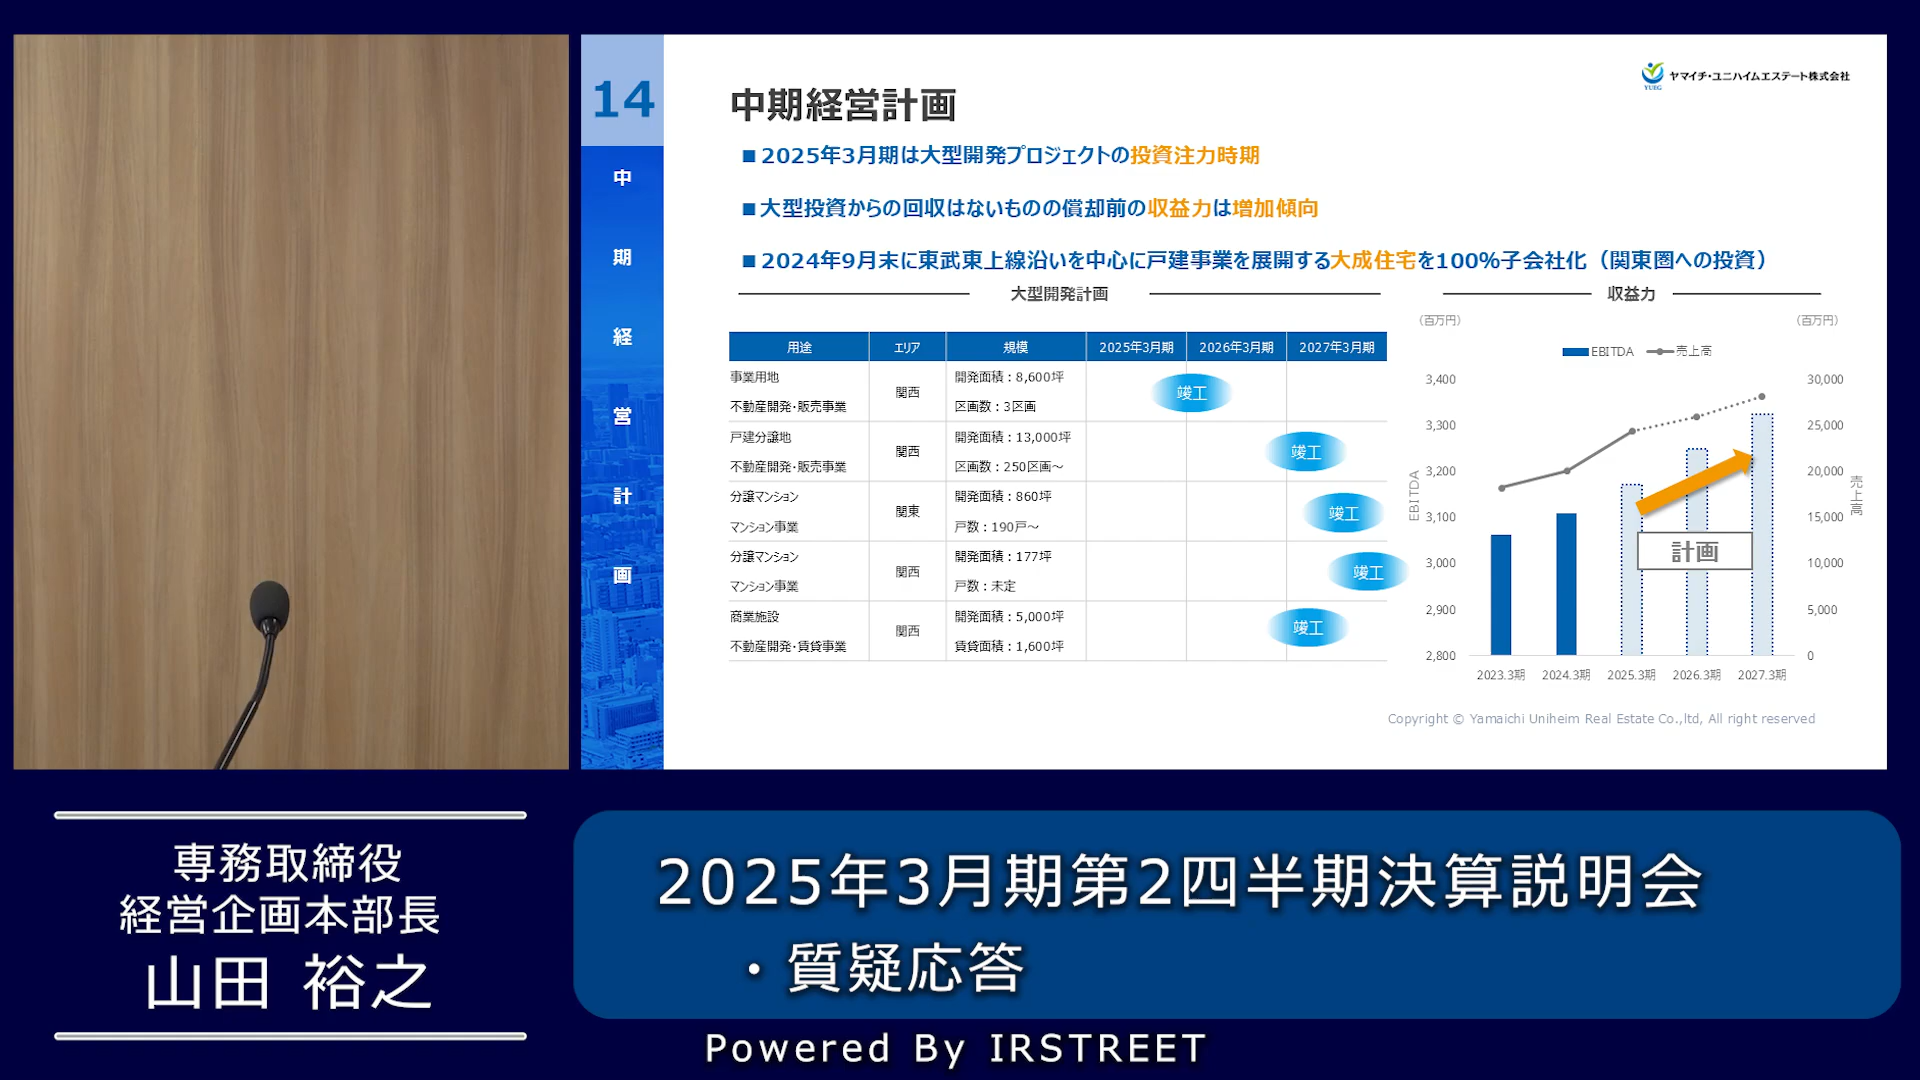 14
中期経営計画
ヤマイチ・ユニハイムエステート株式会社
YUEG
中期経営計画
■2025年3月期は大型開発プロジェクトの投資注力時期
■大型投資からの回収はないものの償却前の収益力は増加傾向
■2024年9月末に東武東上線沿いを中心に戸建事業を展開する大成住宅を100%子会社化（関東圏への投資）
大型開発計画
用途 エリア 規模 2025年3月期 2026年3月期 2027年3月期
事業用地
不動産開発・販売事業
関西
開発面積：8,600坪
区画数：3区画
竣工
戸建分譲地
不動産開発・販売事業
関西
開発面積：13,000坪
区画数：250区画～
竣工
分譲マンション
マンション事業
関東
開発面積：860坪
戸数：190戸～
竣工
分譲マンション
マンション事業
関西
開発面積：177坪
戸数：未定
竣工
商業施設
不動産開発・賃貸事業
関西
開発面積：5,000坪
賃貸面積：1,600坪
竣工
収益力
（百万円）
（百万円）
EBITDA 売上高
3,400
3,300
3,200
3,100
3,000
2,900
2,800
EBITDA
30,000
25,000
20,000
15,000
10,000
5,000
0
売上高
計画
2023.3期 2024.3期 2025.3期 2026.3期 2027.3期
Copyright © Yamaichi Uniheim Real Estate Co.,ltd, All right reserved
専務取締役
経営企画本部長
山田 裕之
2025年3月期第2四半期決算説明会
・質疑応答
Powered By IRSTREET